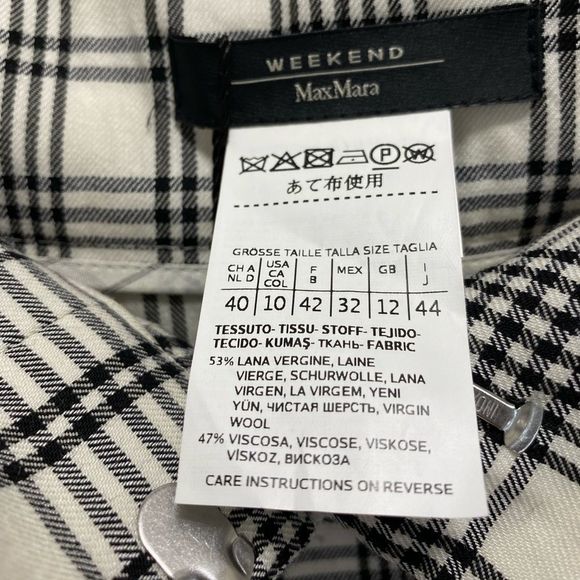 WEEKEND
MaxMara
P W
あて布使用
GRÖSSE TAILLE TALLA SIZE TAGLIA
CH A NL D USA CA COL F B MEX GB I J
40 10 42 32 12 44
TESSUTO- TISSU- STOFF- TEJIDO-
TECIDO- KUMAŞ- ТКАНЬ- FABRIC
53% LANA VERGINE, LAINE
VIERGE, SCHURWOLLE, LANA
VIRGEN, LA VIRGEM, YENI
YÜN, ЧИСТАЯ ШЕРСТЬ, VIRGIN
WOOL
47% VISCOSA, VISCOSE, VISKOSE,
VİSKOZ, ВИСКОЗА
CARE INSTRUCTIONS ON REVERSE